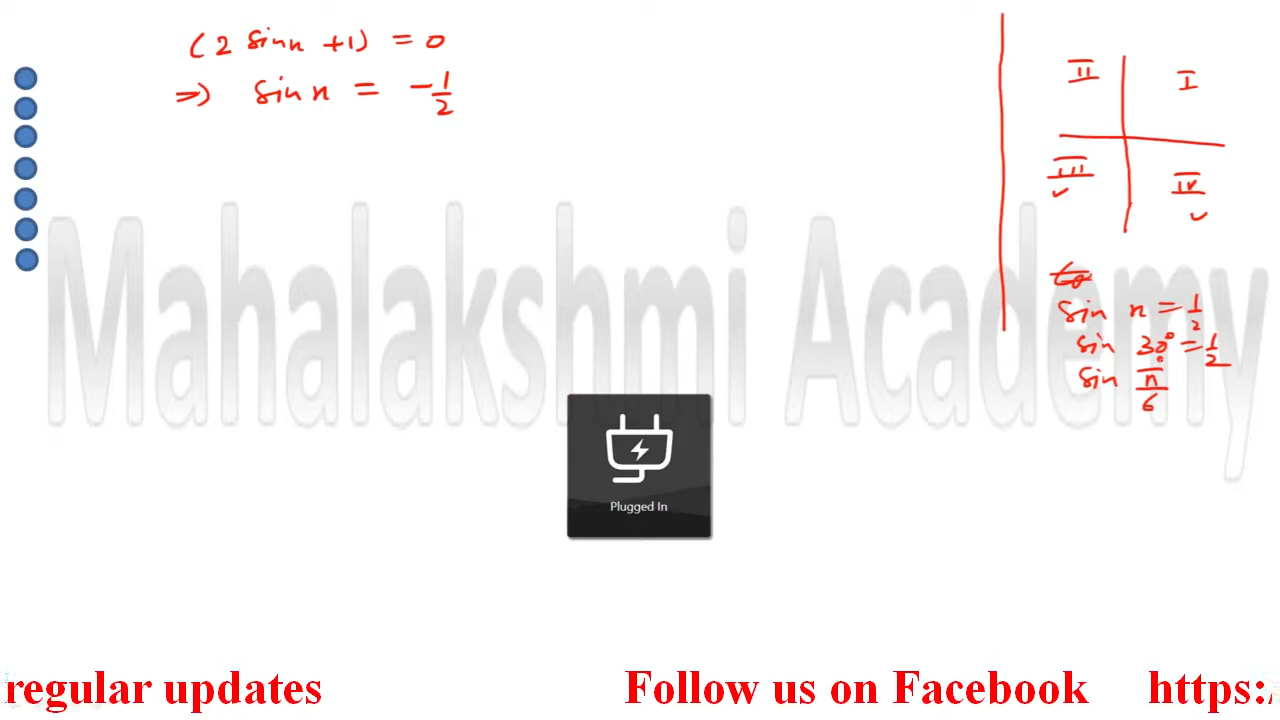 (2 sinx +1) = 0
⇒ sin x = -1/2
II I
III IV
sin x = 1/2
sin 30° = 1/2
sin π/6
Mahalakshmi Academy
Plugged In
regular updates Follow us on Facebook https:/